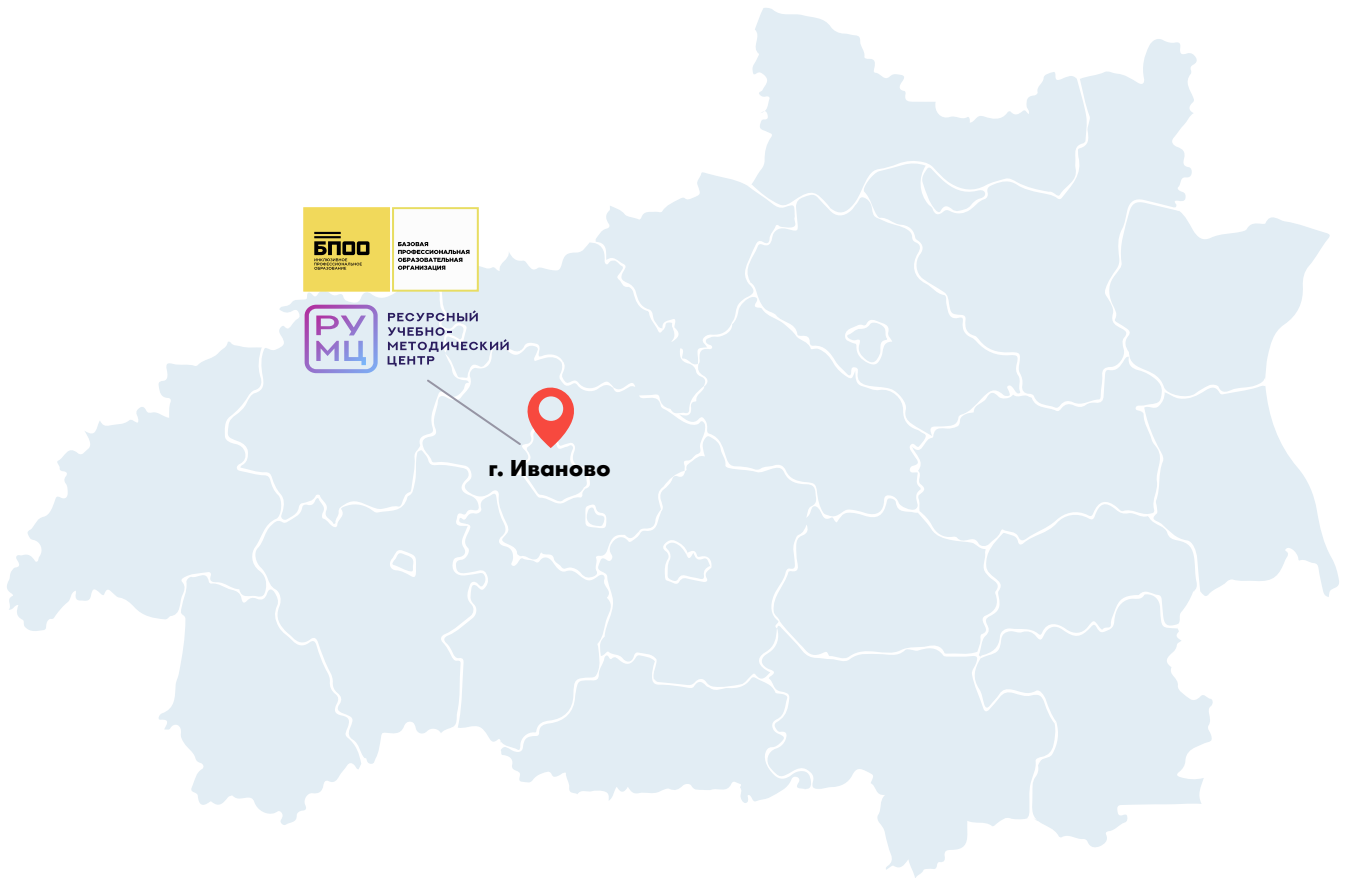 БПОО
ИНКЛЮЗИВНОЕ
ПРОФЕССИОНАЛЬНОЕ
ОБРАЗОВАНИЕ
БАЗОВАЯ
ПРОФЕССИОНАЛЬНАЯ
ОБРАЗОВАТЕЛЬНАЯ
ОРГАНИЗАЦИЯ
РУ
МЦ
РЕСУРСНЫЙ
УЧЕБНО-
МЕТОДИЧЕСКИЙ
ЦЕНТР
г. Иваново